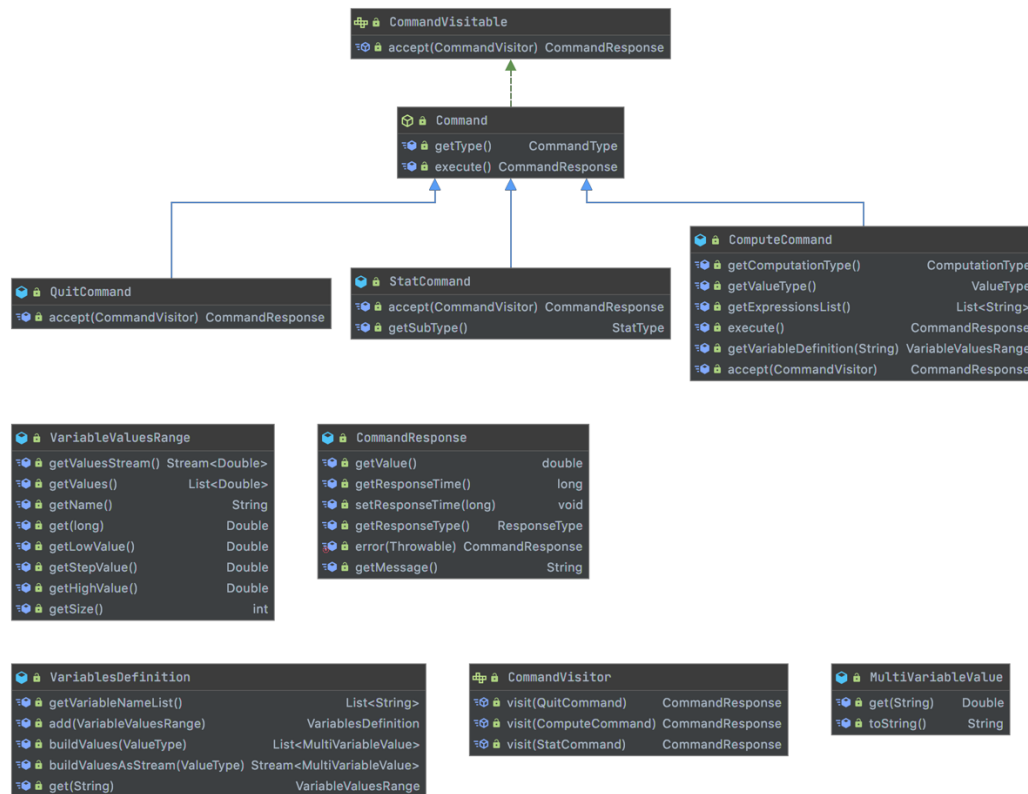 CommandVisitable
accept(CommandVisitor) CommandResponse
Command
getType() CommandType
execute() CommandResponse
ComputeCommand
getComputationType() ComputationType
getValueType() ValueType
getExpressionsList() List<String>
execute() CommandResponse
getVariableDefinition(String) VariableValuesRange
accept(CommandVisitor) CommandResponse
QuitCommand
accept(CommandVisitor) CommandResponse
StatCommand
accept(CommandVisitor) CommandResponse
getSubType() StatType
VariableValuesRange
getValuesStream() Stream<Double>
getValues() List<Double>
getName() String
get(long) Double
getLowValue() Double
getStepValue() Double
getHighValue() Double
getSize() int
CommandResponse
getValue() double
getResponseTime() long
setResponseTime(long) void
getResponseType() ResponseType
error(Throwable) CommandResponse
getMessage() String
VariablesDefinition
getVariableNameList() List<String>
add(VariableValuesRange) VariablesDefinition
buildValues(ValueType) List<MultiVariableValue>
buildValuesAsStream(ValueType) Stream<MultiVariableValue>
get(String) VariableValuesRange
CommandVisitor
visit(QuitCommand) CommandResponse
visit(ComputeCommand) CommandResponse
visit(StatCommand) CommandResponse
MultiVariableValue
get(String) Double
toString() String